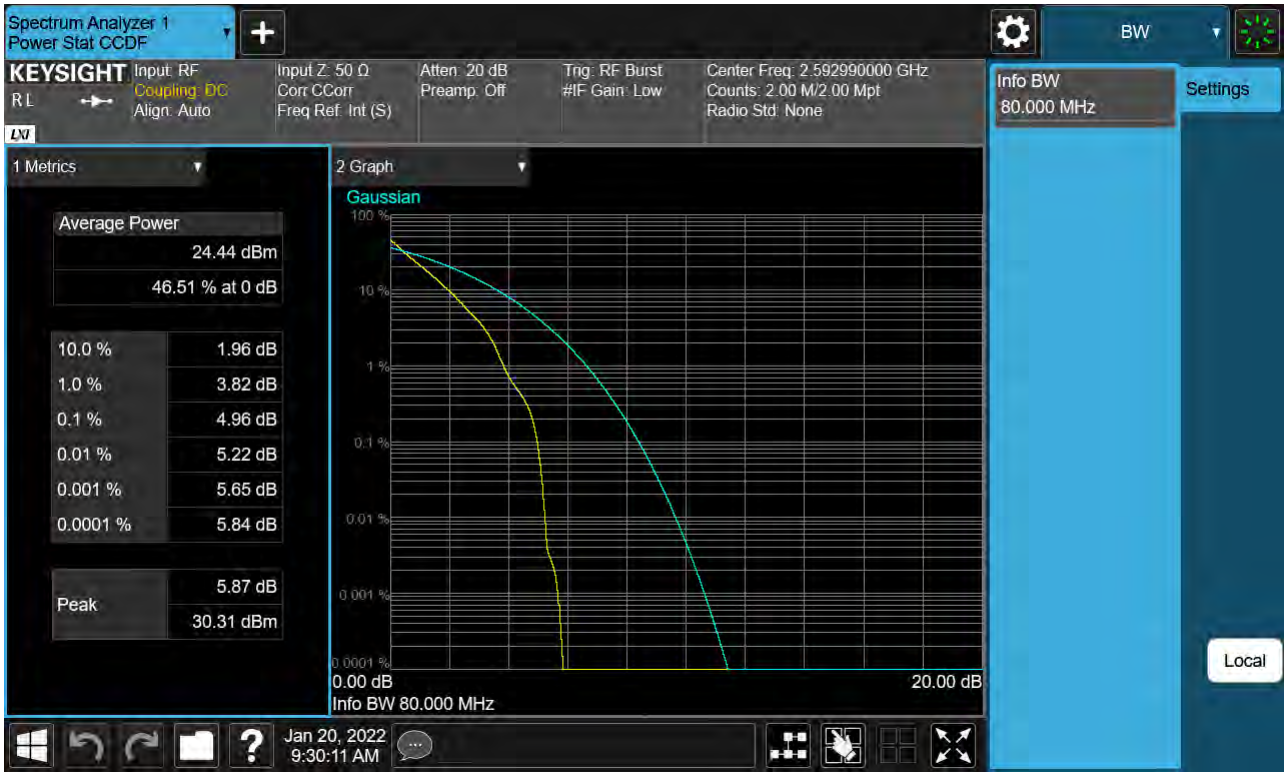 Spectrum Analyzer 1
Power Stat CCDF
▼
+
BW
▼
KEYSIGHT
RL
LXI
Input: RF
Coupling: DC
Align: Auto
Input Z: 50 Ω
Corr CCorr
Freq Ref: Int (S)
Atten: 20 dB
Preamp: Off
Trig: RF Burst
#IF Gain: Low
Center Freq: 2.592990000 GHz
Counts: 2.00 M/2.00 Mpt
Radio Std: None
Info BW
80.000 MHz
Settings
1 Metrics ▼
Average Power
24.44 dBm
46.51 % at 0 dB
10.0 % 1.96 dB
1.0 % 3.82 dB
0.1 % 4.96 dB
0.01 % 5.22 dB
0.001 % 5.65 dB
0.0001 % 5.84 dB
Peak
5.87 dB
30.31 dBm
2 Graph ▼
Gaussian
100 %
10 %
1 %
0.1 %
0.01 %
0.001 %
0.0001 %
0.00 dB 20.00 dB
Info BW 80.000 MHz
Local
?
Jan 20, 2022
9:30:11 AM